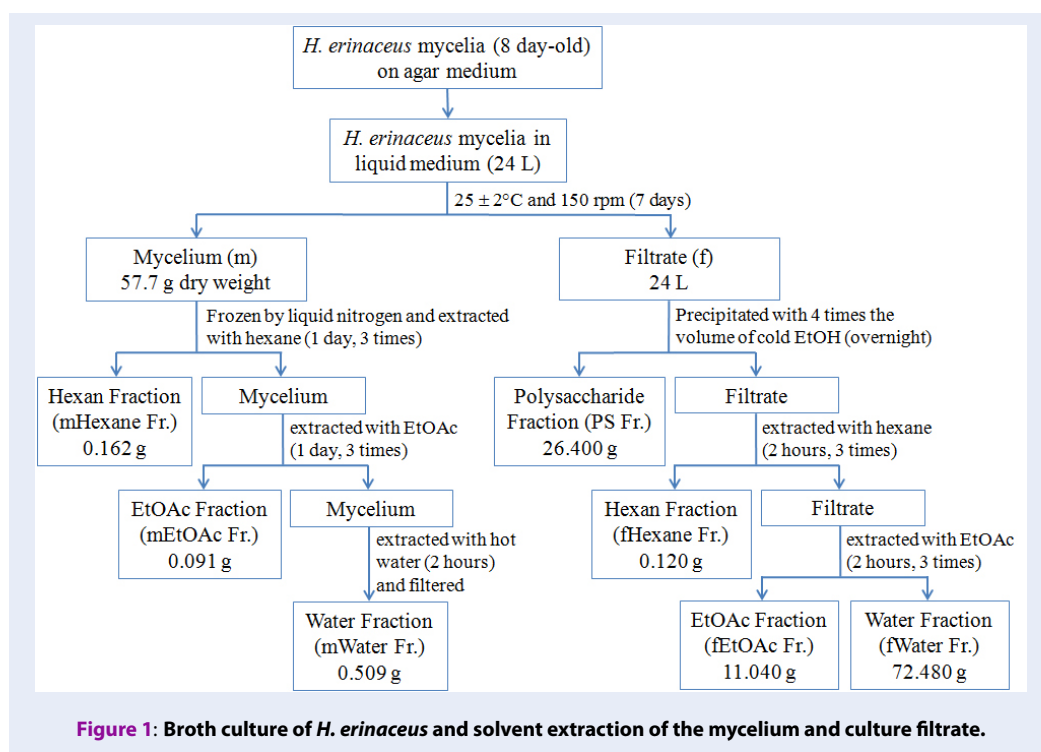 H. erinaceus mycelia (8 day-old)
on agar medium
H. erinaceus mycelia in
liquid medium (24 L)
25 ± 2°C and 150 rpm (7 days)
Mycelium (m)
57.7 g dry weight
Filtrate (f)
24 L
Frozen by liquid nitrogen and extracted
with hexane (1 day, 3 times)
Precipitated with 4 times the
volume of cold EtOH (overnight)
Hexan Fraction
(mHexane Fr.)
0.162 g
Mycelium
Polysaccharide
Fraction (PS Fr.)
26.400 g
Filtrate
extracted with EtOAc
(1 day, 3 times)
extracted with hexane
(2 hours, 3 times)
EtOAc Fraction
(mEtOAc Fr.)
0.091 g
Mycelium
Hexan Fraction
(fHexane Fr.)
0.120 g
Filtrate
extracted with hot
water (2 hours)
and filtered
extracted with EtOAc
(2 hours, 3 times)
Water Fraction
(mWater Fr.)
0.509 g
EtOAc Fraction
(fEtOAc Fr.)
11.040 g
Water Fraction
(fWater Fr.)
72.480 g
Figure 1: Broth culture of H. erinaceus and solvent extraction of the mycelium and culture filtrate.